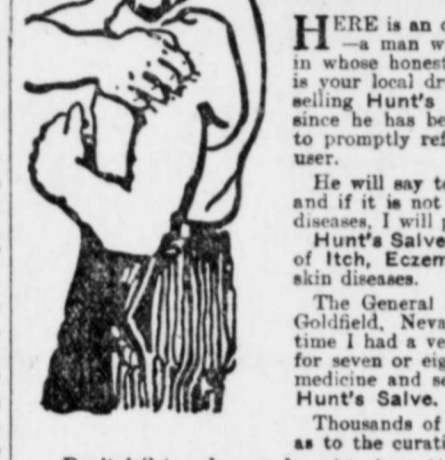 HERE is an
—a man w
in whose honest
is your local dr
selling Hunt's
since he has be
to promptly ref
user.
He will say to
and if it is not
diseases, I will p
Hunt's Salve
of Itch, Eczem
skin diseases.
The General
Goldfield, Neva
time I had a ve
for seven or eig
medicine and so
Hunt's Salve.
Thousands of
as to the curati